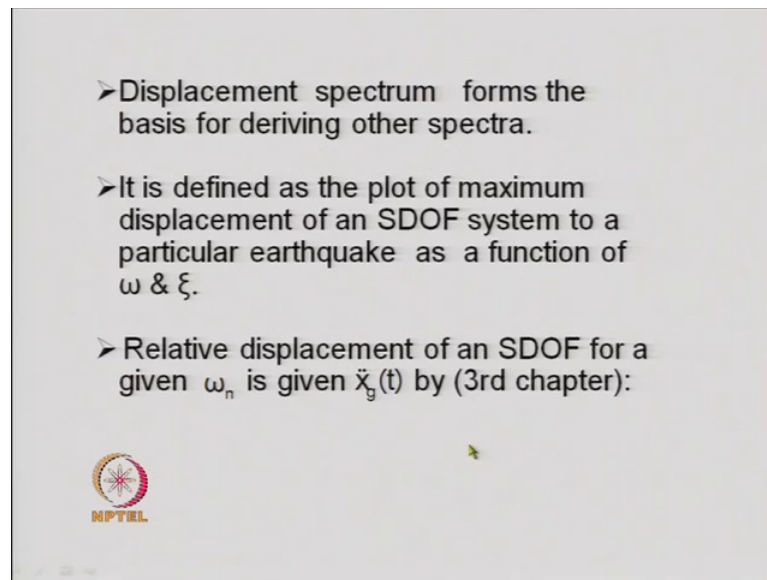 ➢Displacement spectrum forms the
basis for deriving other spectra.
➢It is defined as the plot of maximum
displacement of an SDOF system to a
particular earthquake as a function of
ω & ξ.
➢ Relative displacement of an SDOF for a
given ωₙ is given ẍg(t) by (3rd chapter):
NPTEL